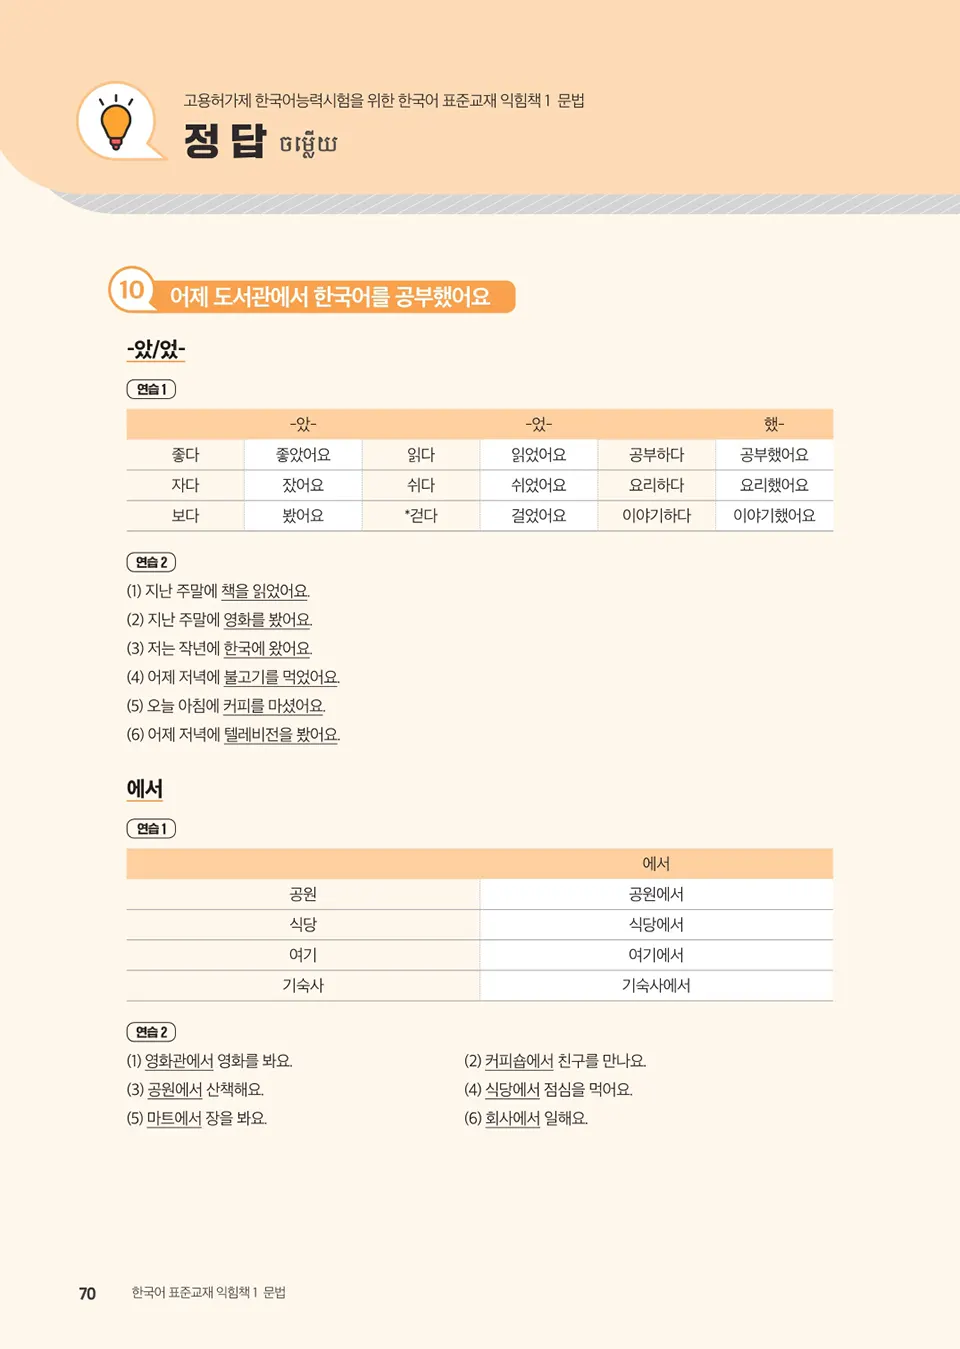 고용허가제 한국어능력시험을 위한 한국어 표준교재 익힘책 1 문법
정답 ចម្លើយ
10 어제 도서관에서 한국어를 공부했어요
-았/었-
연습 1
-았- -었- 했-
좋다 좋았어요 읽다 읽었어요 공부하다 공부했어요
자다 잤어요 쉬다 쉬었어요 요리하다 요리했어요
보다 봤어요 *걷다 걸었어요 이야기하다 이야기했어요
연습 2
(1) 지난 주말에 책을 읽었어요.
(2) 지난 주말에 영화를 봤어요.
(3) 저는 작년에 한국에 왔어요.
(4) 어제 저녁에 불고기를 먹었어요.
(5) 오늘 아침에 커피를 마셨어요.
(6) 어제 저녁에 텔레비전을 봤어요.
에서
연습 1
에서
공원 공원에서
식당 식당에서
여기 여기에서
기숙사 기숙사에서
연습 2
(1) 영화관에서 영화를 봐요. (2) 커피숍에서 친구를 만나요.
(3) 공원에서 산책해요. (4) 식당에서 점심을 먹어요.
(5) 마트에서 장을 봐요. (6) 회사에서 일해요.
70 한국어 표준교재 익힘책 1 문법